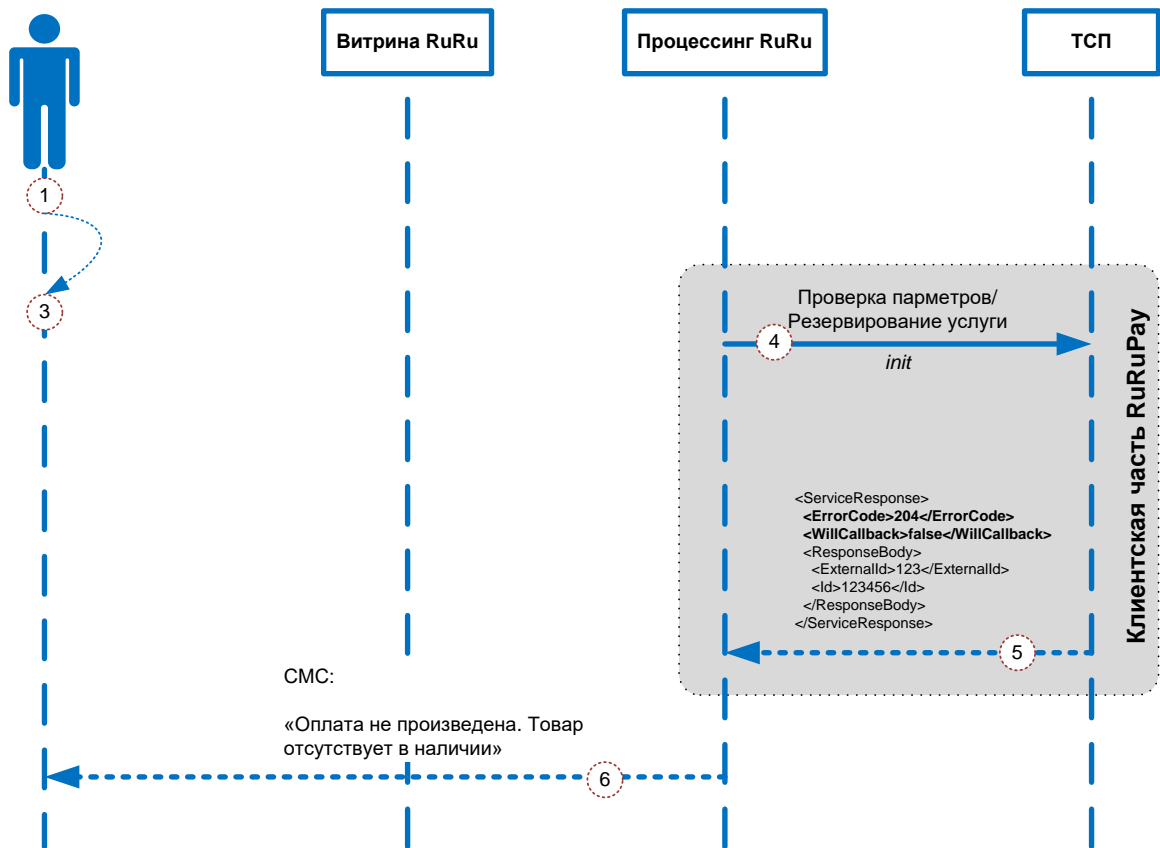 Витрина RuRu
Процессинг RuRu
ТСП
1
3
Проверка парметров/
Резервирование услуги
4
init
<ServiceResponse>
<ErrorCode>204</ErrorCode>
<WillCallback>false</WillCallback>
<ResponseBody>
<ExternalId>123</ExternalId>
<Id>123456</Id>
</ResponseBody>
</ServiceResponse>
5
Клиентская часть RuRuPay
СМС:
«Оплата не произведена. Товар
отсутствует в наличии»
6